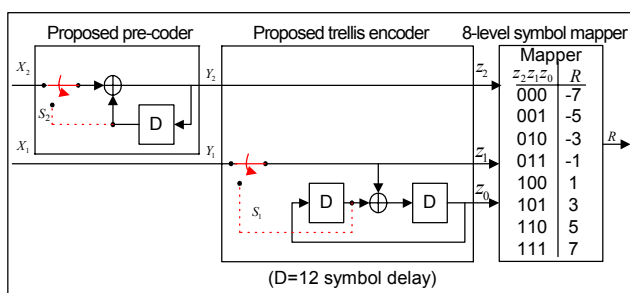 Proposed pre-coder
Proposed trellis encoder
8-level symbol mapper
X2
S2
D
X1
Y2
Y1
S1
D
D
z2
z1
z0
(D=12 symbol delay)
Mapper
z2z1z0 R
000 -7
001 -5
010 -3
011 -1
100 1
101 3
110 5
111 7
R